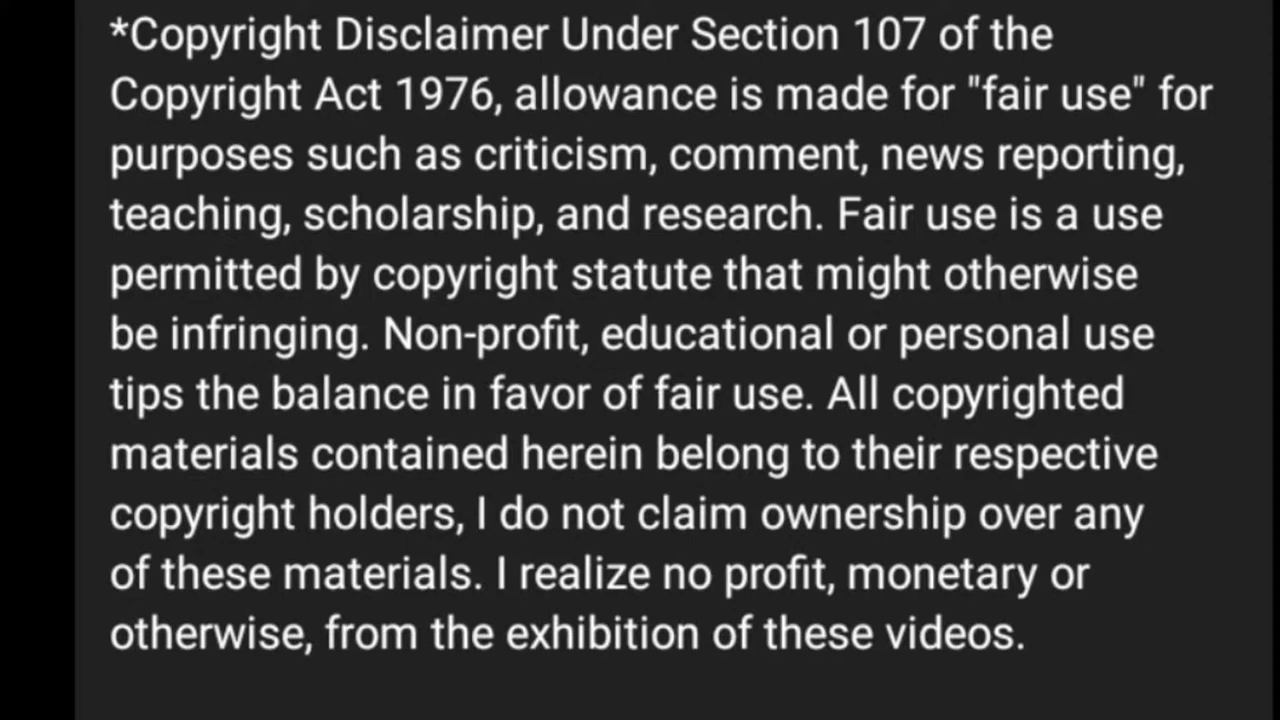 *Copyright Disclaimer Under Section 107 of the
Copyright Act 1976, allowance is made for "fair use" for
purposes such as criticism, comment, news reporting,
teaching, scholarship, and research. Fair use is a use
permitted by copyright statute that might otherwise
be infringing. Non-profit, educational or personal use
tips the balance in favor of fair use. All copyrighted
materials contained herein belong to their respective
copyright holders, I do not claim ownership over any
of these materials. I realize no profit, monetary or
otherwise, from the exhibition of these videos.